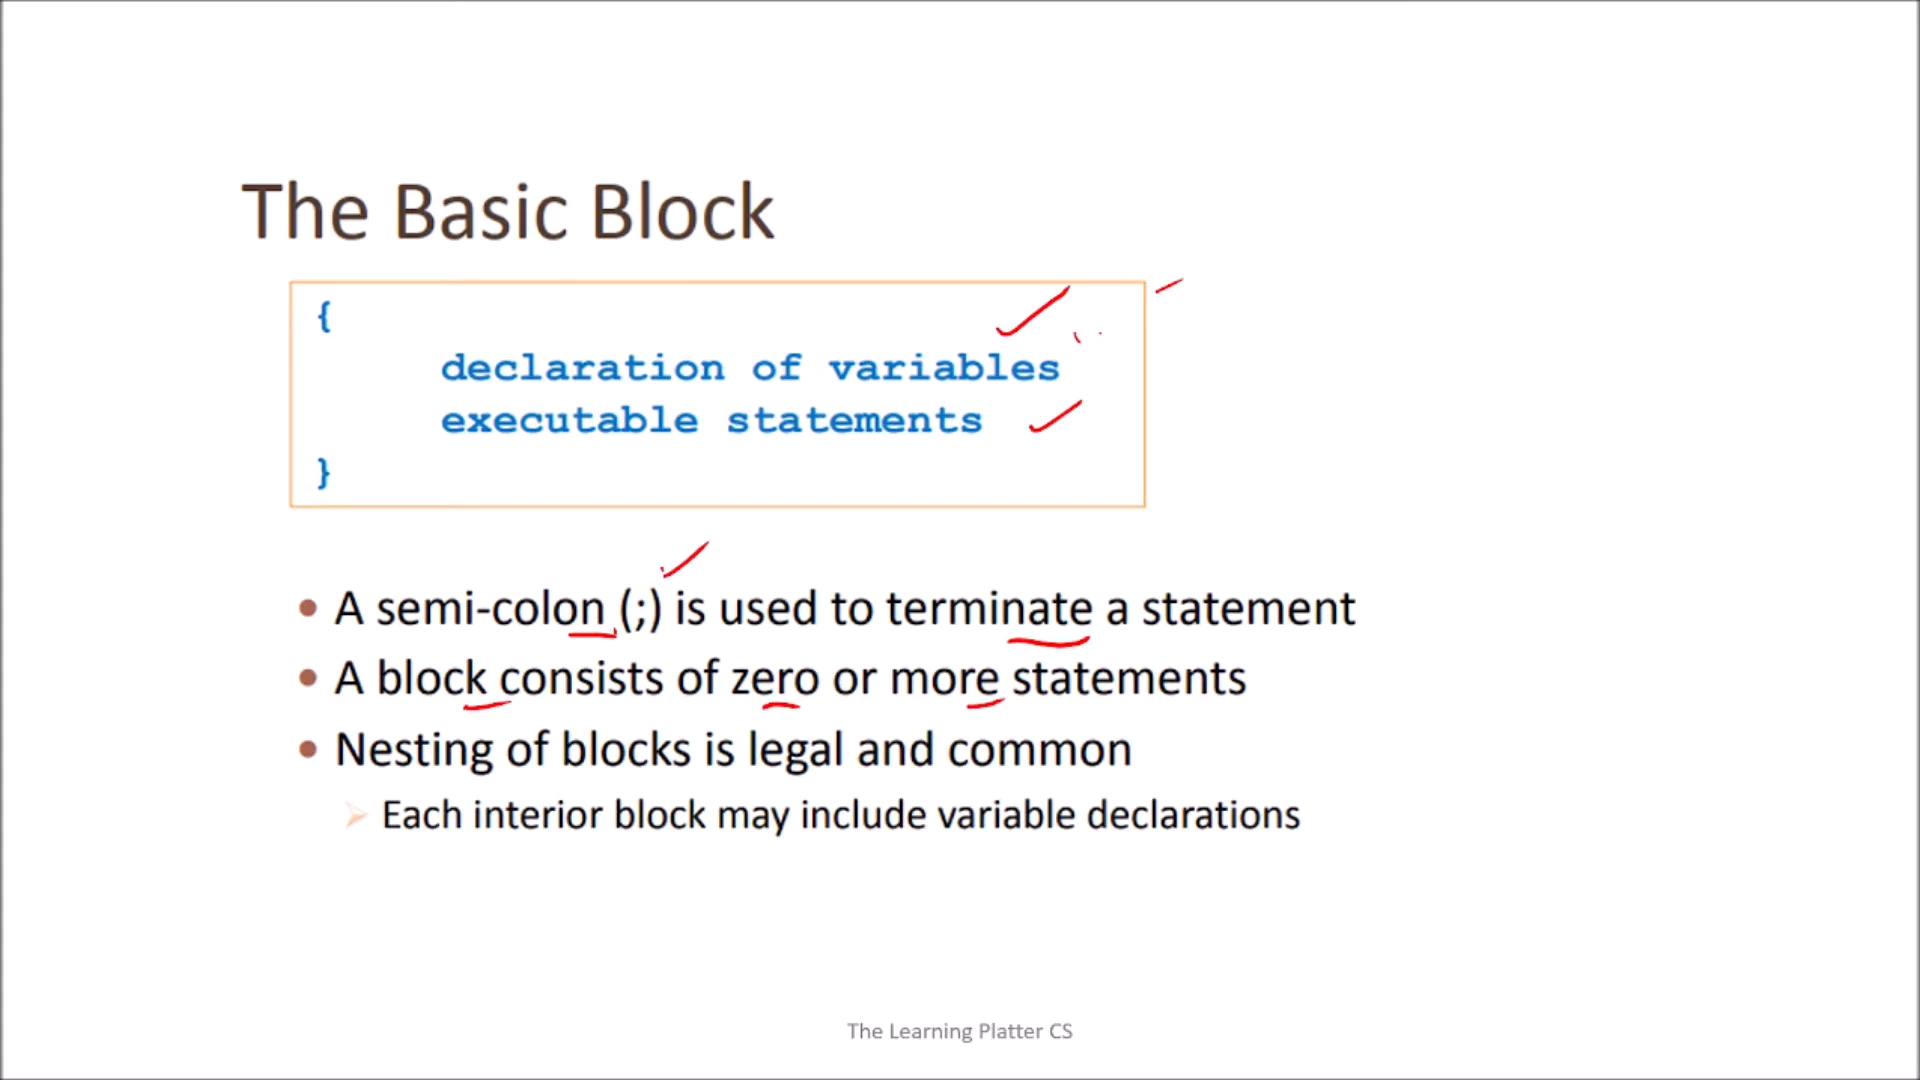 The Basic Block
{
declaration of variables
executable statements
}
• A semi-colon (;) is used to terminate a statement
• A block consists of zero or more statements
• Nesting of blocks is legal and common
➢ Each interior block may include variable declarations
The Learning Platter CS